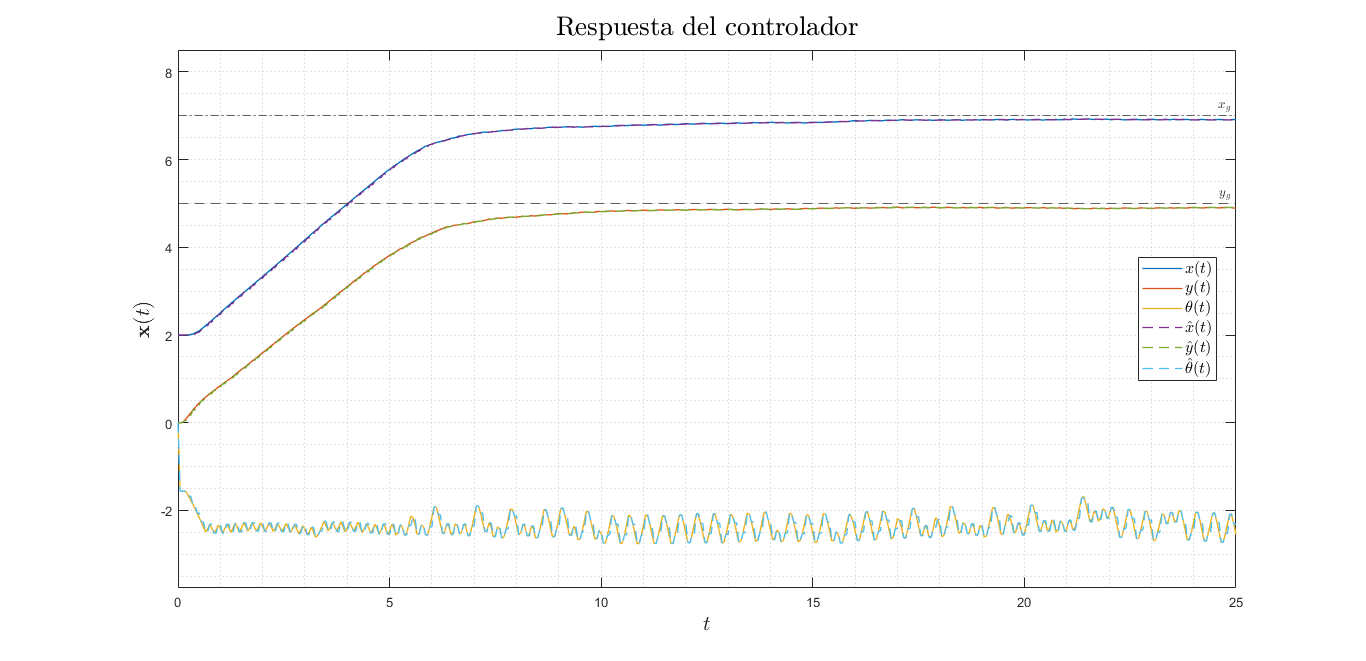 Respuesta del controlador
8
6
4
2
0
-2
x(t)
x_g
y_g
x(t)
y(t)
θ(t)
x̂(t)
ŷ(t)
θ̂(t)
0 5 10 15 20 25
t